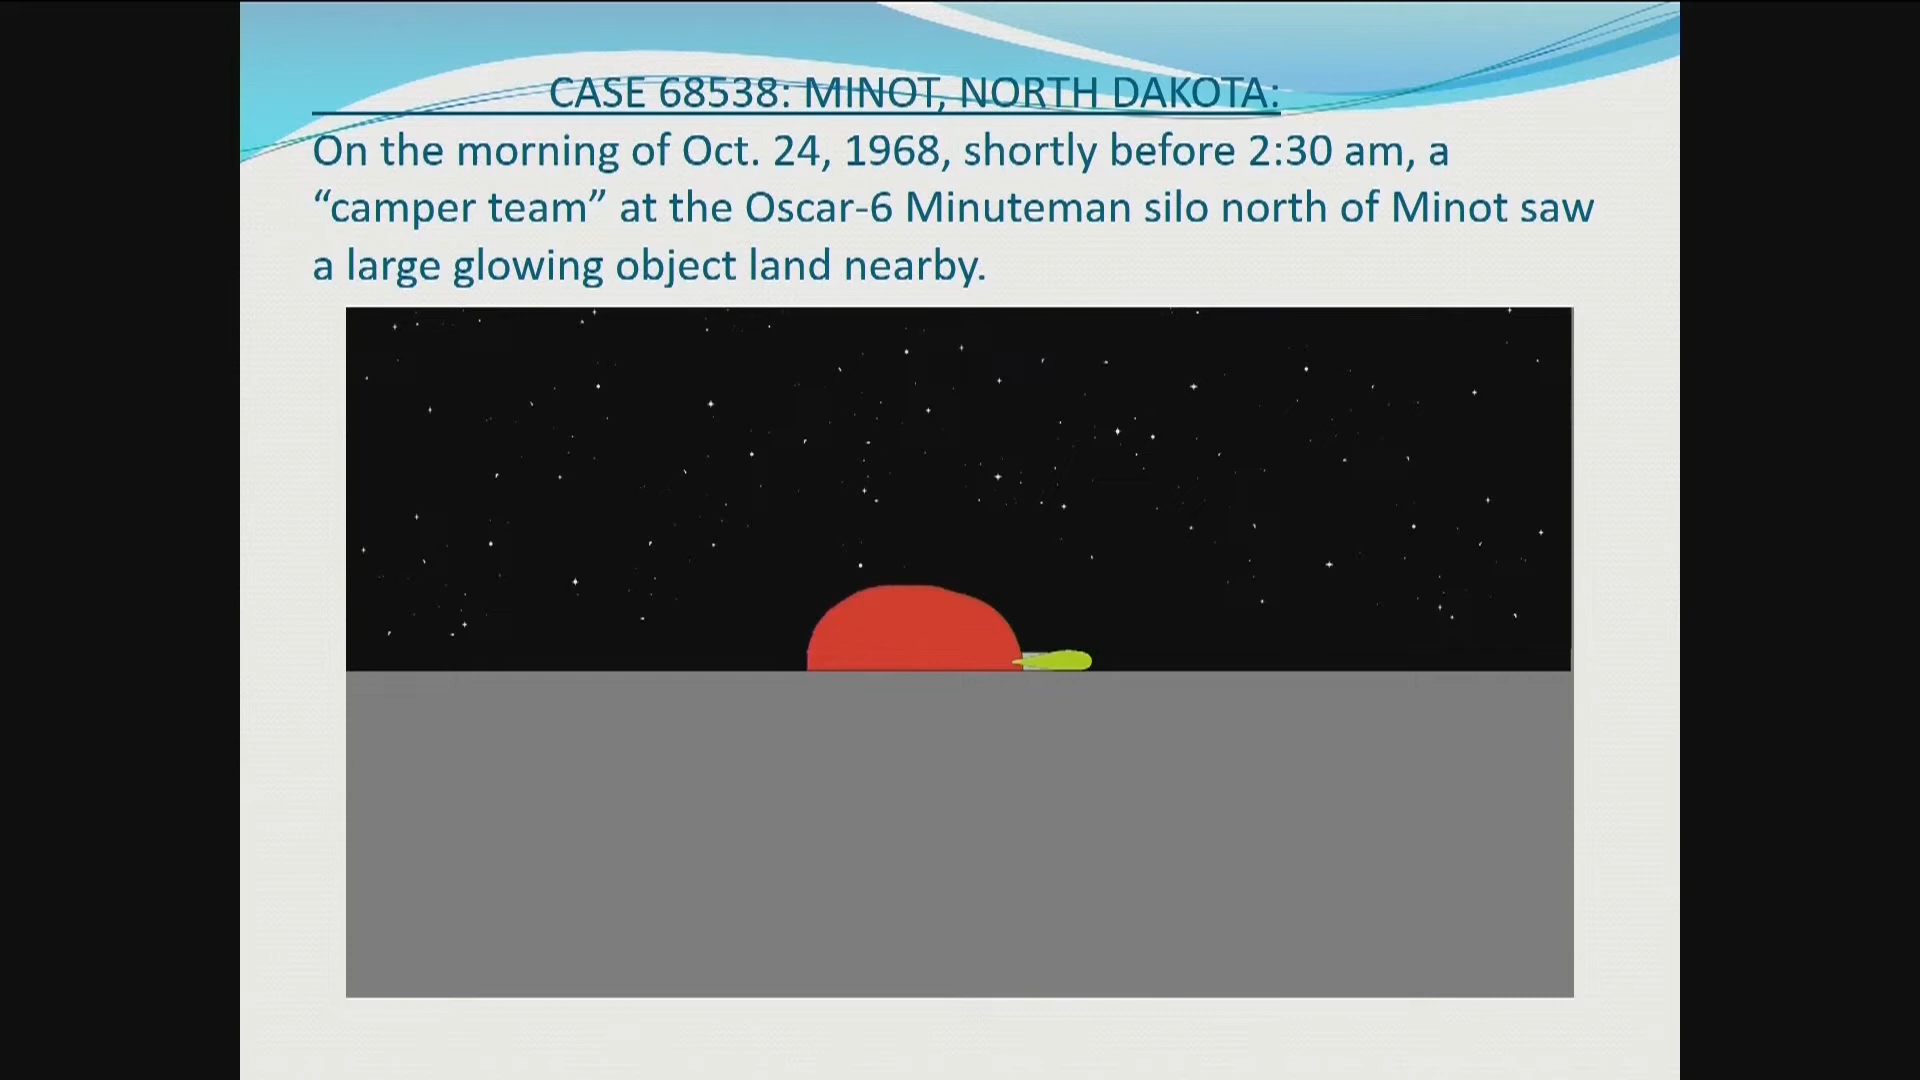 CASE 68538: MINOT, NORTH DAKOTA:
On the morning of Oct. 24, 1968, shortly before 2:30 am, a
“camper team” at the Oscar-6 Minuteman silo north of Minot saw
a large glowing object land nearby.